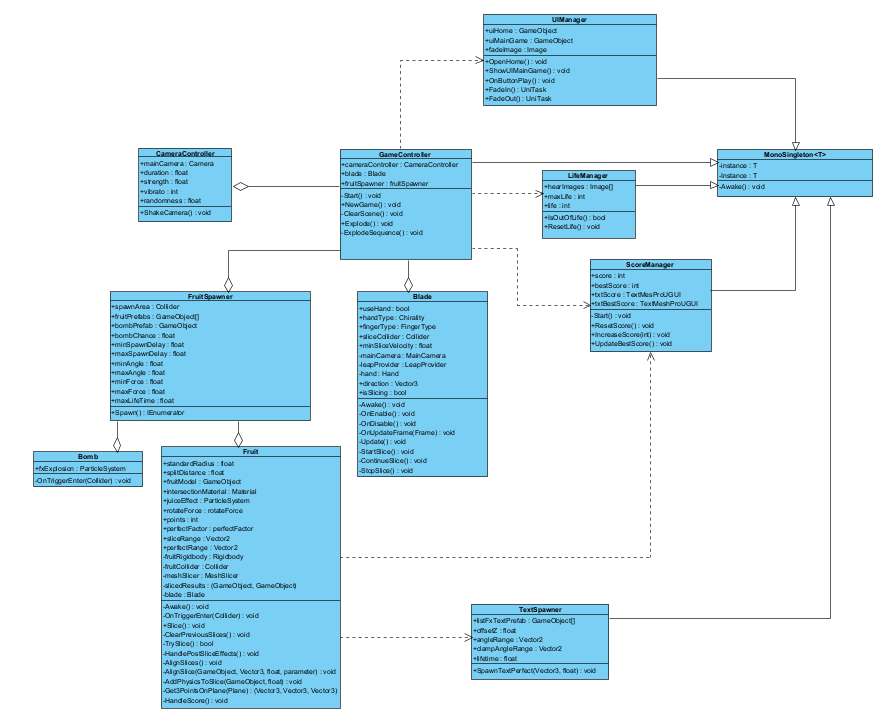 UIManager
+uiHome : GameObject
+uiMainGame : GameObject
+fadeImage : Image
+OpenHome() : void
+ShowUIMainGame() : void
+OnButtonPlay() : void
+FadeIn() : UniTask
+FadeOut() : UniTask
CameraController
+mainCamera : Camera
+duration : float
+strength : float
+vibrato : int
+randomness : float
+ShakeCamera() : void
GameController
+cameraController : CameraController
+blade : Blade
+fruitSpawner : fruitSpawner
-Start() : void
+NewGame() : void
-ClearScene() : void
+Explode() : void
-ExplodeSequence() : void
MonoSingleton<T>
-instance : T
-Instance : T
-Awake() : void
LifeManager
+hearImages : Image[]
+maxLife : int
+life : int
+IsOutOfLife() : bool
+ResetLife() : void
ScoreManager
+score : int
+bestScore : int
+txtScore : TextMesProUGUI
+txtBestScore : TextMeshProUGUI
-Start() : void
+ResetScore() : void
+IncreaseScore(int) : void
+UpdateBestScore() : void
FruitSpawner
+spawnArea : Collider
+fruitPrefabs : GameObject[]
+bombPrefab : GameObject
+bombChance : float
+minSpawnDelay : float
+maxSpawnDelay : float
+minAngle : float
+maxAngle : float
+minForce : float
+maxForce : float
+maxLifeTime : float
+Spawn() : IEnumerator
Blade
+useHand : bool
+handType : Chirality
+fingerType : FingerType
+sliceCollider : Collider
+minSliceVelocity : float
-mainCamera : MainCamera
-leapProvider : LeapProvider
-hand : Hand
+direction : Vector3
+isSlicing : bool
-Awake() : void
-OnEnable() : void
-OnDisable() : void
-OnUpdateFrame(Frame) : void
-Update() : void
-StartSlice() : void
-ContinueSlice() : void
-StopSlice() : void
Bomb
+fxExplosion : ParticleSystem
-OnTriggerEnter(Collider) : void
Fruit
+standardRadius : float
+splitDistance : float
+fruitModel : GameObject
+intersectionMaterial : Material
+juiceEffect : ParticleSystem
+rotateForce : rotateForce
+points : int
+perfectFactor : perfectFactor
+sliceRange : Vector2
+perfectRange : Vector2
-fruitRigidbody : Rigidbody
-fruitCollider : Collider
-meshSlicer : MeshSlicer
-slicedResults : (GameObject, GameObject)
-blade : Blade
-Awake() : void
-OnTriggerEnter(Collider) : void
+Slice() : void
-ClearPreviousSlices() : void
-TrySlice() : bool
-HandlePostSliceEffects() : void
-AlignSlices() : void
-AlignSlice(GameObject, Vector3, float, parameter) : void
-AddPhysicsToSlice(GameObject, float) : void
-Get3PointsOnPlane(Plane) : (Vector3, Vector3, Vector3)
-HandleScore() : void
TextSpawner
+listFxTextPrefab : GameObject[]
+offsetZ : float
+angleRange : Vector2
+clampAngleRange : Vector2
+lifetime : float
+SpawnTextPerfect(Vector3, float) : void